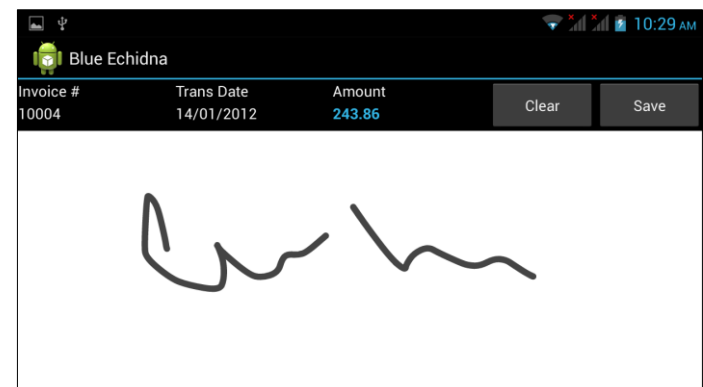 10:29 AM
Blue Echidna
Invoice # Trans Date Amount Clear Save
10004 14/01/2012 243.86